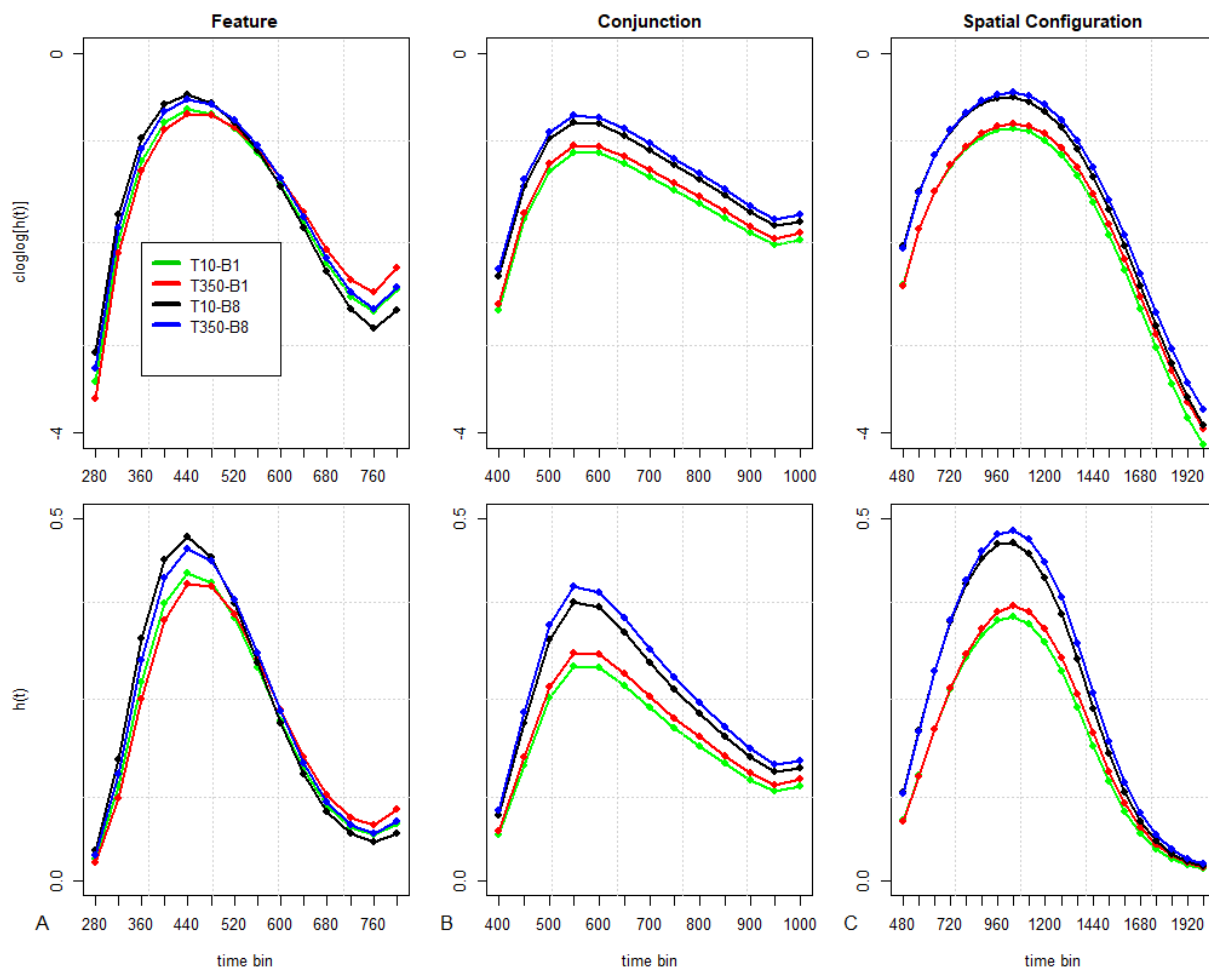 Feature
Conjunction
Spatial Configuration
cloglog[h(t)]
0
-4
T10-B1
T350-B1
T10-B8
T350-B8
280 360 440 520 600 680 760
0
-4
400 500 600 700 800 900 1000
0
-4
480 720 960 1200 1440 1680 1920
h(t)
0.5
0.0
A
280 360 440 520 600 680 760
time bin
0.5
0.0
B
400 500 600 700 800 900 1000
time bin
0.5
0.0
C
480 720 960 1200 1440 1680 1920
time bin